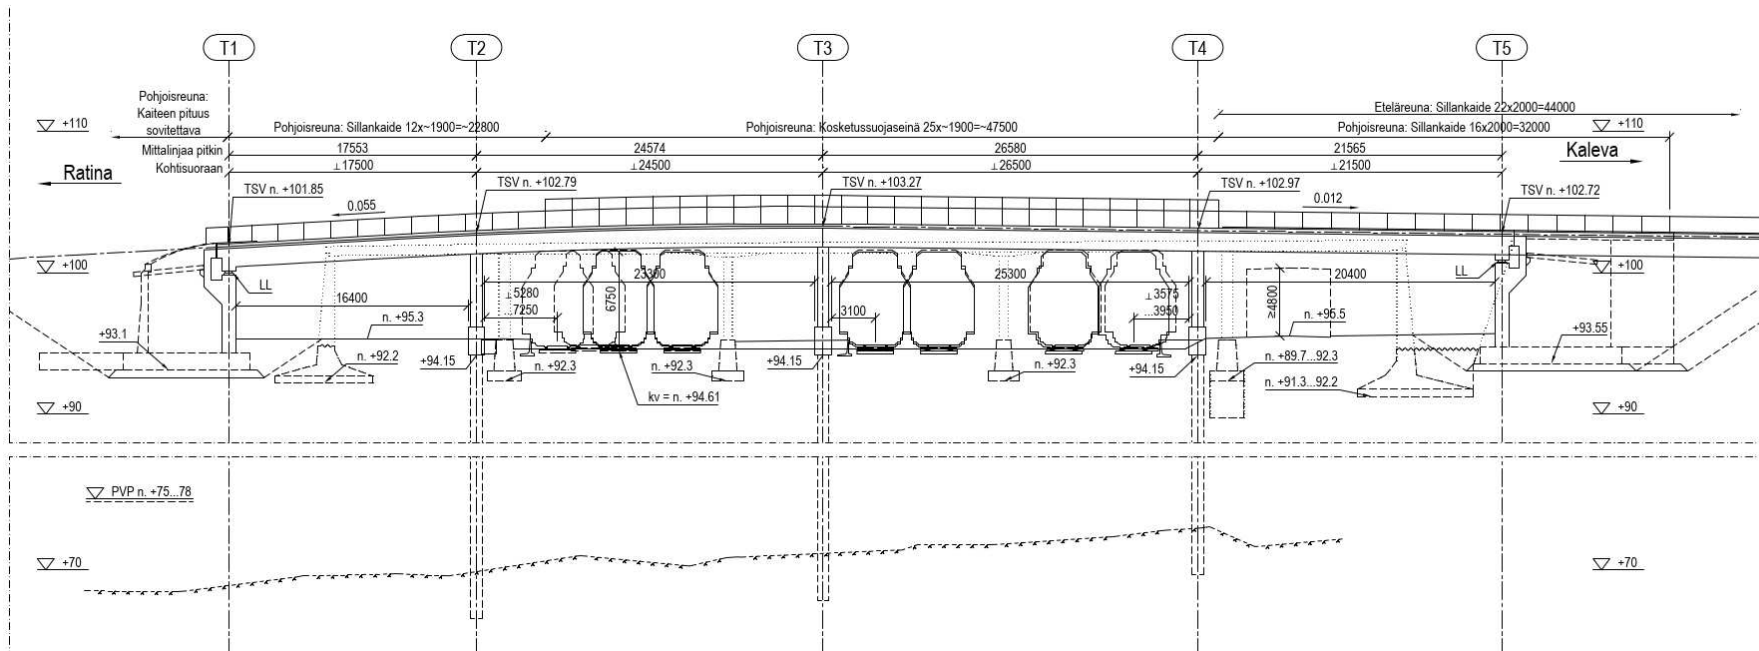 T1
T2
T3
T4
T5
Pohjoisreuna:
Kaiteen pituus
sovitettava
Eteläreuna: Sillankaide 22x2000=44000
+110
Pohjoisreuna: Sillankaide 12x~1900=~22800
Pohjoisreuna: Kosketussuojaseinä 25x~1900=~47500
Pohjoisreuna: Sillankaide 16x2000=32000
+110
Mittalinjaa pitkin
17553
24574
26580
21565
Kaleva
Ratina
Kohtisuoraan
⊥17500
⊥24500
⊥26500
⊥21500
TSV n. +101.85
TSV n. +102.79
TSV n. +103.27
TSV n. +102.97
TSV n. +102.72
0.055
0.012
+100
LL
25300
25300
20400
LL
+100
16400
⊥5280
...7250
6750
3100
⊥3575
...3950
≥4800
n. +95.3
n. +95.5
+93.1
+93.55
n. +92.2
+94.15
n. +92.3
n. +92.3
+94.15
n. +92.3
+94.15
n. +89.7...92.3
n. +91.3...92.2
kv = n. +94.61
+90
+90
PVP n. +75...78
+70
+70